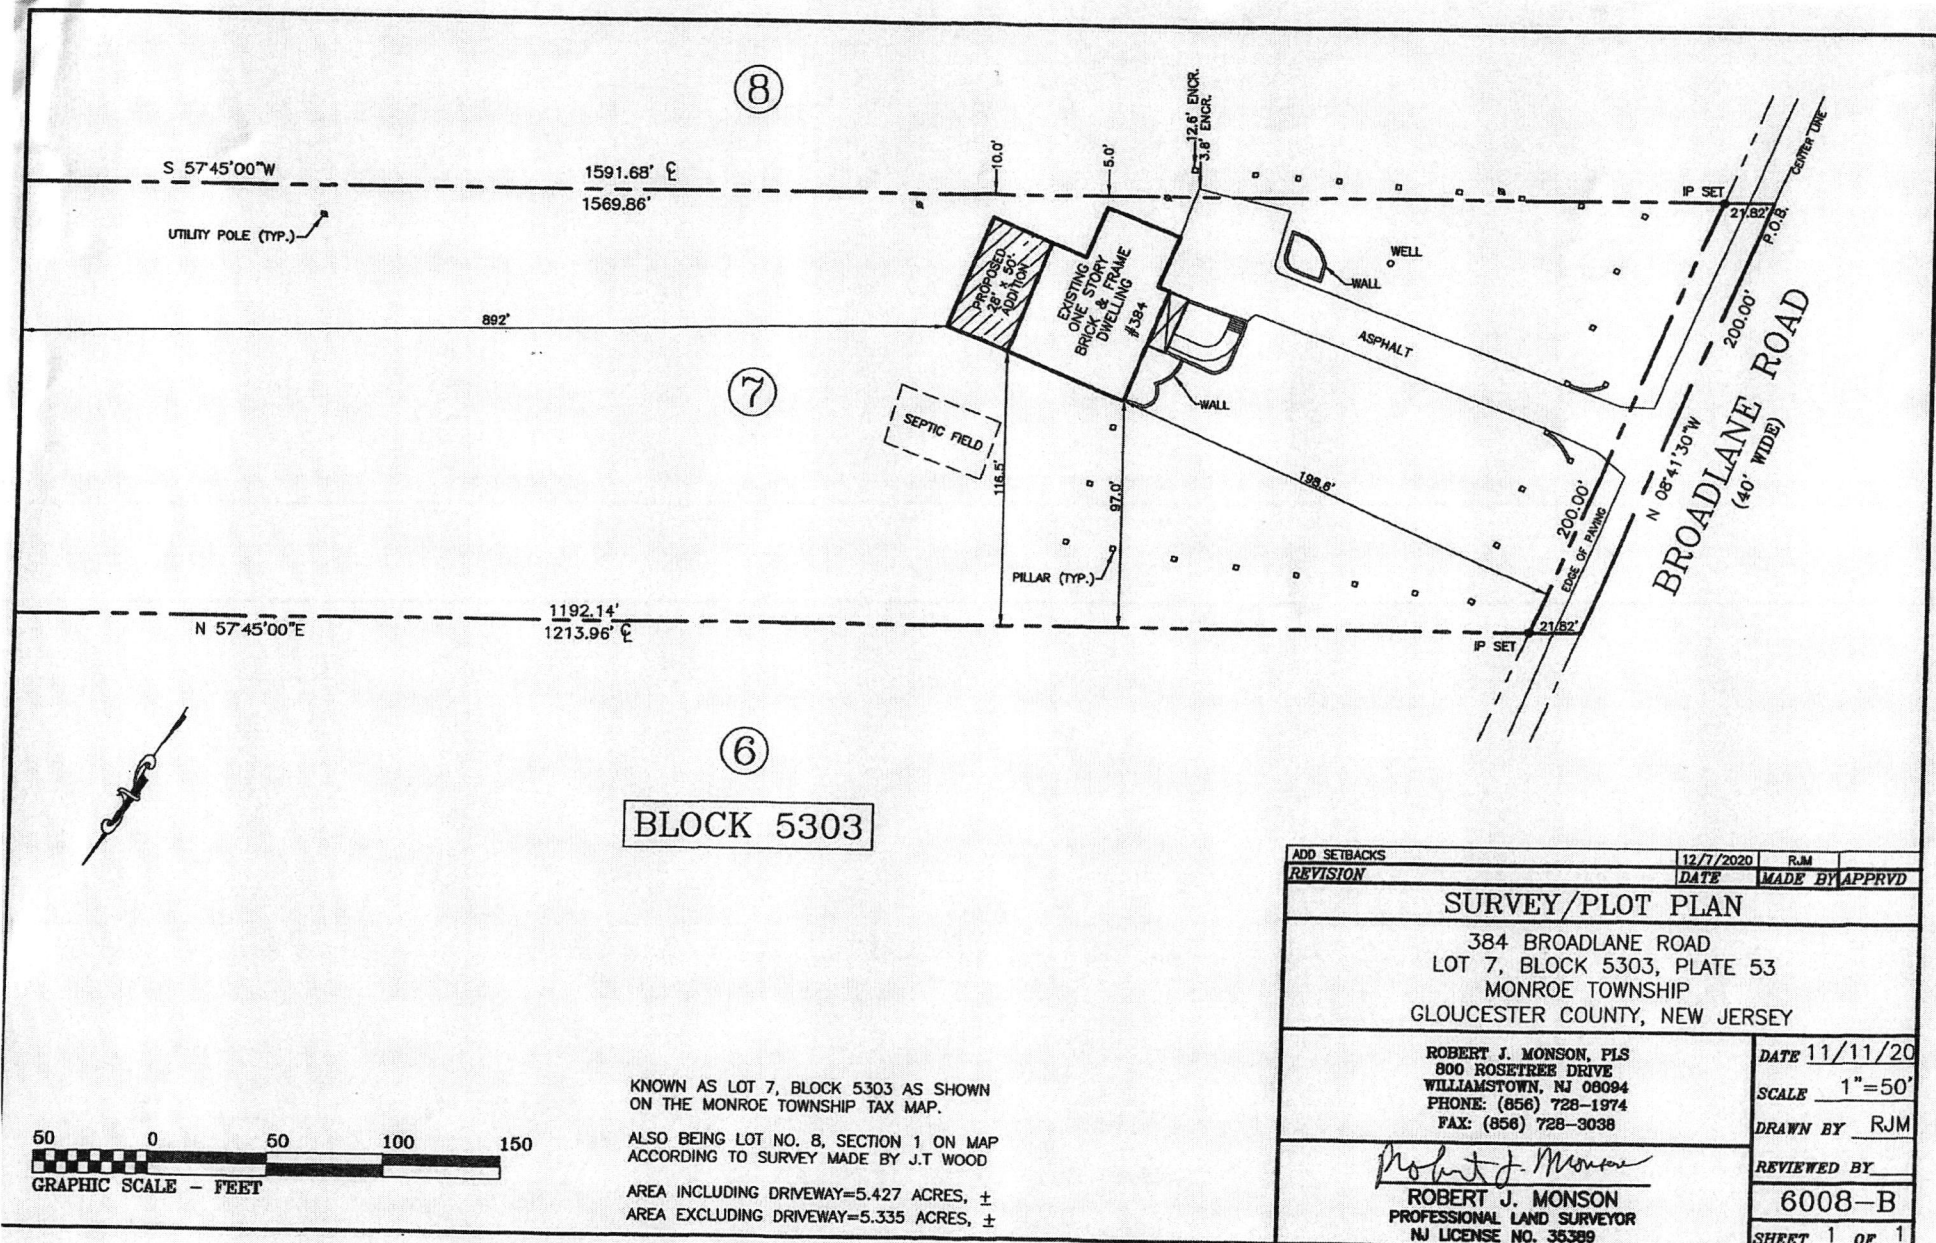 8
12.6' ENCR.
3.8' ENCR.
10.0'
5.0'
CENTER LINE
S 57°45'00"W
1591.68' ℄
1569.86'
IP SET
21.82'
P.O.B.
UTILITY POLE (TYP.)
WELL
WALL
PROPOSED
28' x 50'
ADDITION
EXISTING
ONE STORY
BRICK & FRAME
DWELLING
#384
892'
ASPHALT
200.00'
BROADLANE ROAD
(40' WIDE)
N 08°41'30"W
7
WALL
SEPTIC FIELD
116.5'
97.0'
198.8'
200.00'
EDGE OF PAVING
PILLAR (TYP.)
1192.14'
N 57°45'00"E
1213.96' ℄
21.82'
IP SET
6
BLOCK 5303
ADD SETBACKS 12/7/2020 RJM
REVISION DATE MADE BY APPRVD
SURVEY/PLOT PLAN
384 BROADLANE ROAD
LOT 7, BLOCK 5303, PLATE 53
MONROE TOWNSHIP
GLOUCESTER COUNTY, NEW JERSEY
ROBERT J. MONSON, PLS
800 ROSETREE DRIVE
WILLIAMSTOWN, NJ 08094
PHONE: (856) 728-1974
FAX: (856) 728-3038
DATE 11/11/20
SCALE 1"=50'
DRAWN BY RJM
REVIEWED BY
6008-B
SHEET 1 OF 1
Robert J. Monson
ROBERT J. MONSON
PROFESSIONAL LAND SURVEYOR
NJ LICENSE NO. 35389
KNOWN AS LOT 7, BLOCK 5303 AS SHOWN
ON THE MONROE TOWNSHIP TAX MAP.
ALSO BEING LOT NO. 8, SECTION 1 ON MAP
ACCORDING TO SURVEY MADE BY J.T WOOD
AREA INCLUDING DRIVEWAY=5.427 ACRES, ±
AREA EXCLUDING DRIVEWAY=5.335 ACRES, ±
50 0 50 100 150
GRAPHIC SCALE - FEET